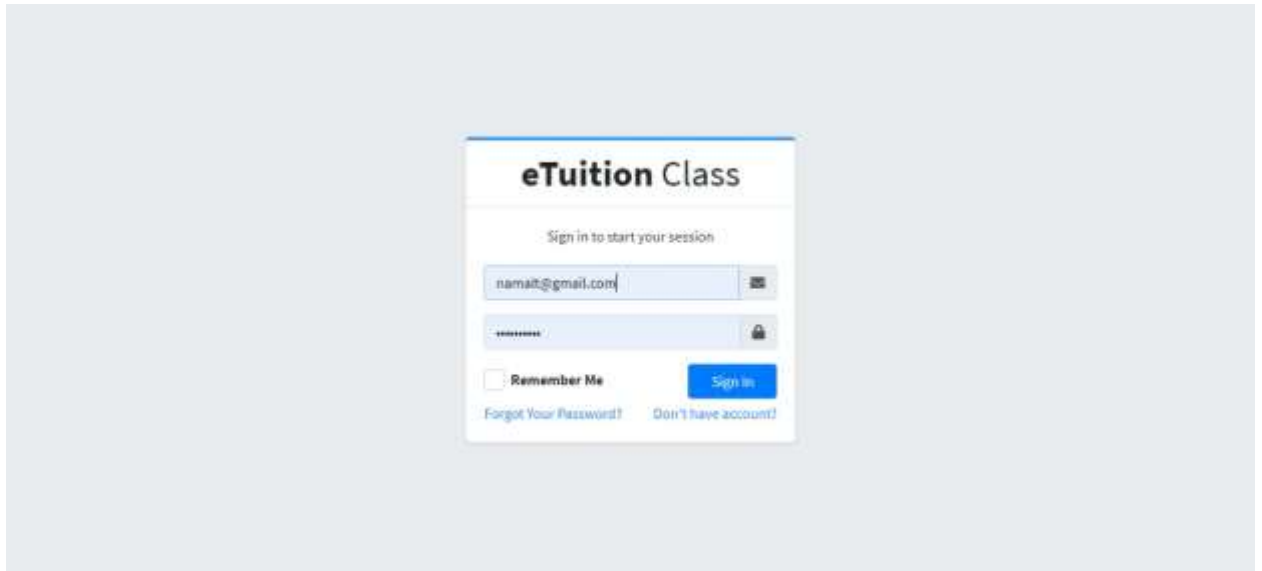 eTuition Class
Sign in to start your session
namait@gmail.com
Remember Me
Sign In
Forgot Your Password?
Don't have account?